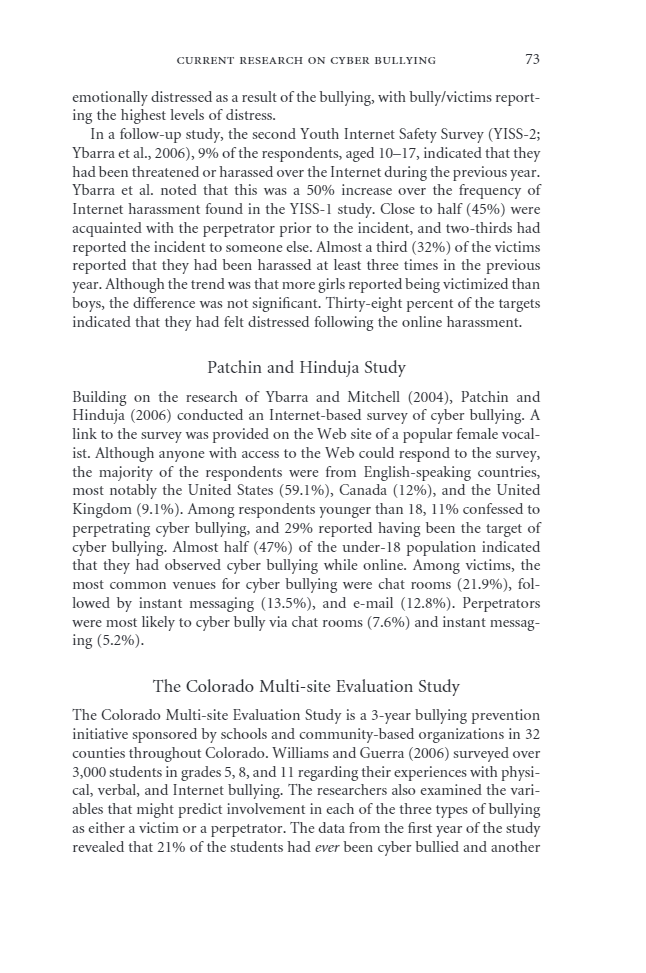 CURRENT RESEARCH ON CYBER BULLYING 73
emotionally distressed as a result of the bullying, with bully/victims report-
ing the highest levels of distress.
In a follow-up study, the second Youth Internet Safety Survey (YISS-2;
Ybarra et al., 2006), 9% of the respondents, aged 10–17, indicated that they
had been threatened or harassed over the Internet during the previous year.
Ybarra et al. noted that this was a 50% increase over the frequency of
Internet harassment found in the YISS-1 study. Close to half (45%) were
acquainted with the perpetrator prior to the incident, and two-thirds had
reported the incident to someone else. Almost a third (32%) of the victims
reported that they had been harassed at least three times in the previous
year. Although the trend was that more girls reported being victimized than
boys, the difference was not significant. Thirty-eight percent of the targets
indicated that they had felt distressed following the online harassment.
Patchin and Hinduja Study
Building on the research of Ybarra and Mitchell (2004), Patchin and
Hinduja (2006) conducted an Internet-based survey of cyber bullying. A
link to the survey was provided on the Web site of a popular female vocal-
ist. Although anyone with access to the Web could respond to the survey,
the majority of the respondents were from English-speaking countries,
most notably the United States (59.1%), Canada (12%), and the United
Kingdom (9.1%). Among respondents younger than 18, 11% confessed to
perpetrating cyber bullying, and 29% reported having been the target of
cyber bullying. Almost half (47%) of the under-18 population indicated
that they had observed cyber bullying while online. Among victims, the
most common venues for cyber bullying were chat rooms (21.9%), fol-
lowed by instant messaging (13.5%), and e-mail (12.8%). Perpetrators
were most likely to cyber bully via chat rooms (7.6%) and instant messag-
ing (5.2%).
The Colorado Multi-site Evaluation Study
The Colorado Multi-site Evaluation Study is a 3-year bullying prevention
initiative sponsored by schools and community-based organizations in 32
counties throughout Colorado. Williams and Guerra (2006) surveyed over
3,000 students in grades 5, 8, and 11 regarding their experiences with physi-
cal, verbal, and Internet bullying. The researchers also examined the vari-
ables that might predict involvement in each of the three types of bullying
as either a victim or a perpetrator. The data from the first year of the study
revealed that 21% of the students had ever been cyber bullied and another